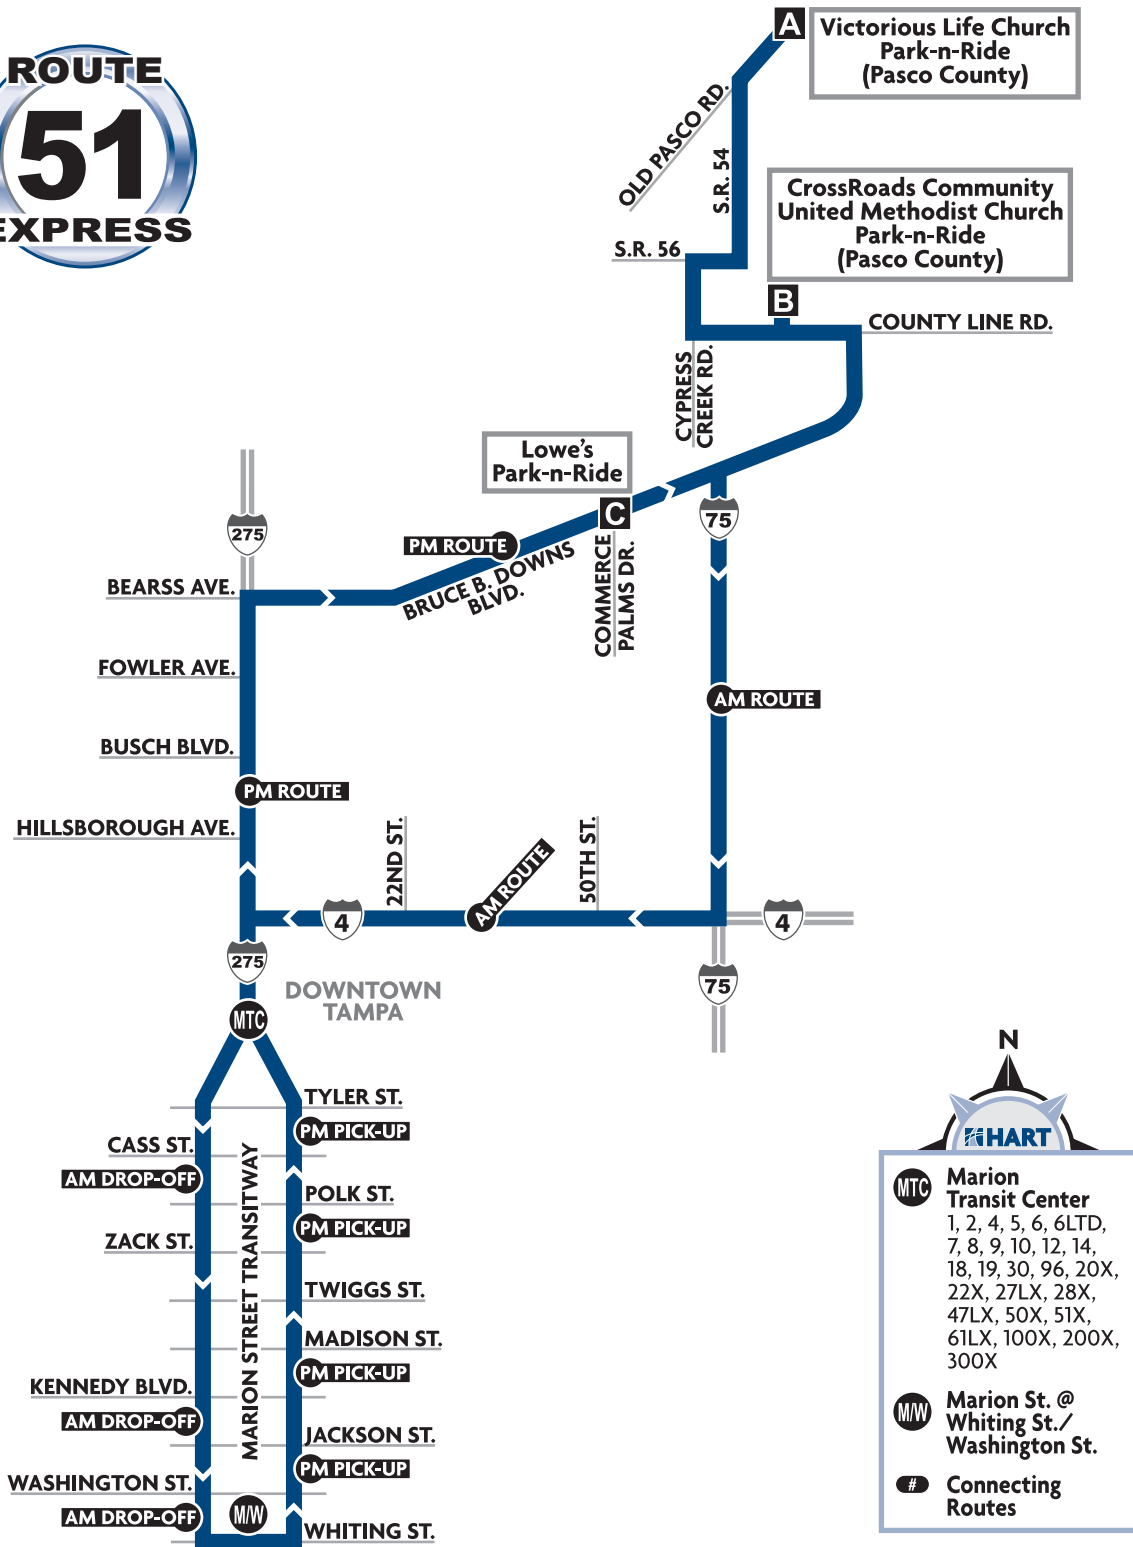 ROUTE
51
EXPRESS
A
Victorious Life Church
Park-n-Ride
(Pasco County)
OLD PASCO RD.
S.R. 54
CrossRoads Community
United Methodist Church
Park-n-Ride
(Pasco County)
S.R. 56
B
COUNTY LINE RD.
CYPRESS
CREEK RD.
Lowe's
Park-n-Ride
C
75
275
PM ROUTE
BRUCE B. DOWNS
BLVD.
COMMERCE
PALMS DR.
BEARSS AVE.
FOWLER AVE.
AM ROUTE
BUSCH BLVD.
PM ROUTE
HILLSBOROUGH AVE.
22ND ST.
AM ROUTE
50TH ST.
4
4
275
75
DOWNTOWN
TAMPA
MTC
TYLER ST.
PM PICK-UP
CASS ST.
AM DROP-OFF
POLK ST.
PM PICK-UP
ZACK ST.
MARION STREET TRANSITWAY
TWIGGS ST.
MADISON ST.
PM PICK-UP
KENNEDY BLVD.
AM DROP-OFF
JACKSON ST.
PM PICK-UP
WASHINGTON ST.
AM DROP-OFF
M/W
WHITING ST.
N
HART
MTC
Marion
Transit Center
1, 2, 4, 5, 6, 6LTD,
7, 8, 9, 10, 12, 14,
18, 19, 30, 96, 20X,
22X, 27LX, 28X,
47LX, 50X, 51X,
61LX, 100X, 200X,
300X
M/W
Marion St. @
Whiting St./
Washington St.
#
Connecting
Routes